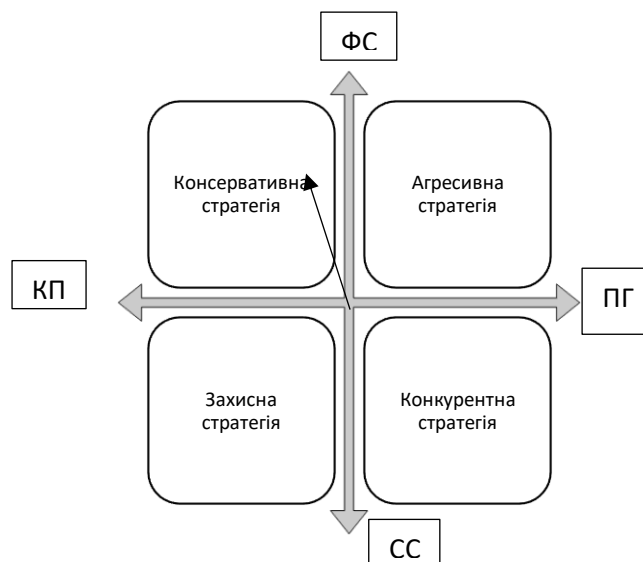 ФС
Консервативна
стратегія
Агресивна
стратегія
КП
ПГ
Захисна
стратегія
Конкурентна
стратегія
СС